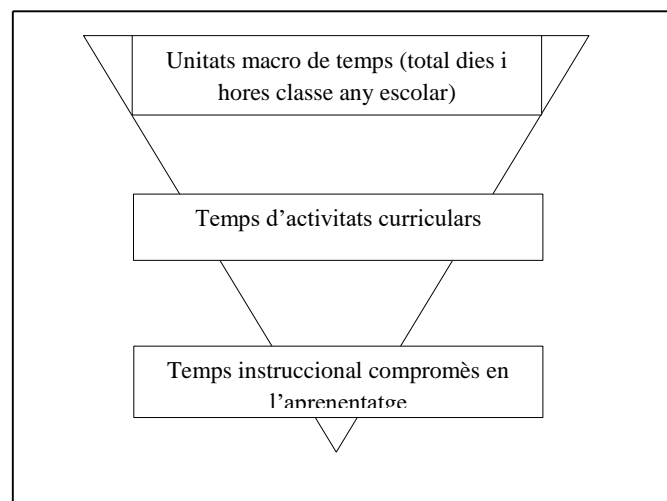 Unitats macro de temps (total dies i
hores classe any escolar)
Temps d’activitats curriculars
Temps instruccional compromès en
l’aprenentatge